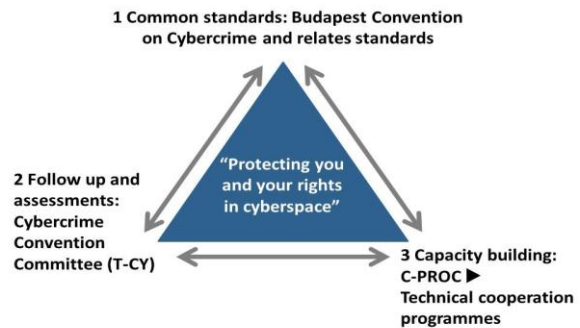 1 Common standards: Budapest Convention
on Cybercrime and relates standards
“Protecting you
and your rights
in cyberspace”
2 Follow up and
assessments:
Cybercrime
Convention
Committee (T-CY)
3 Capacity building:
C-PROC ►
Technical cooperation
programmes